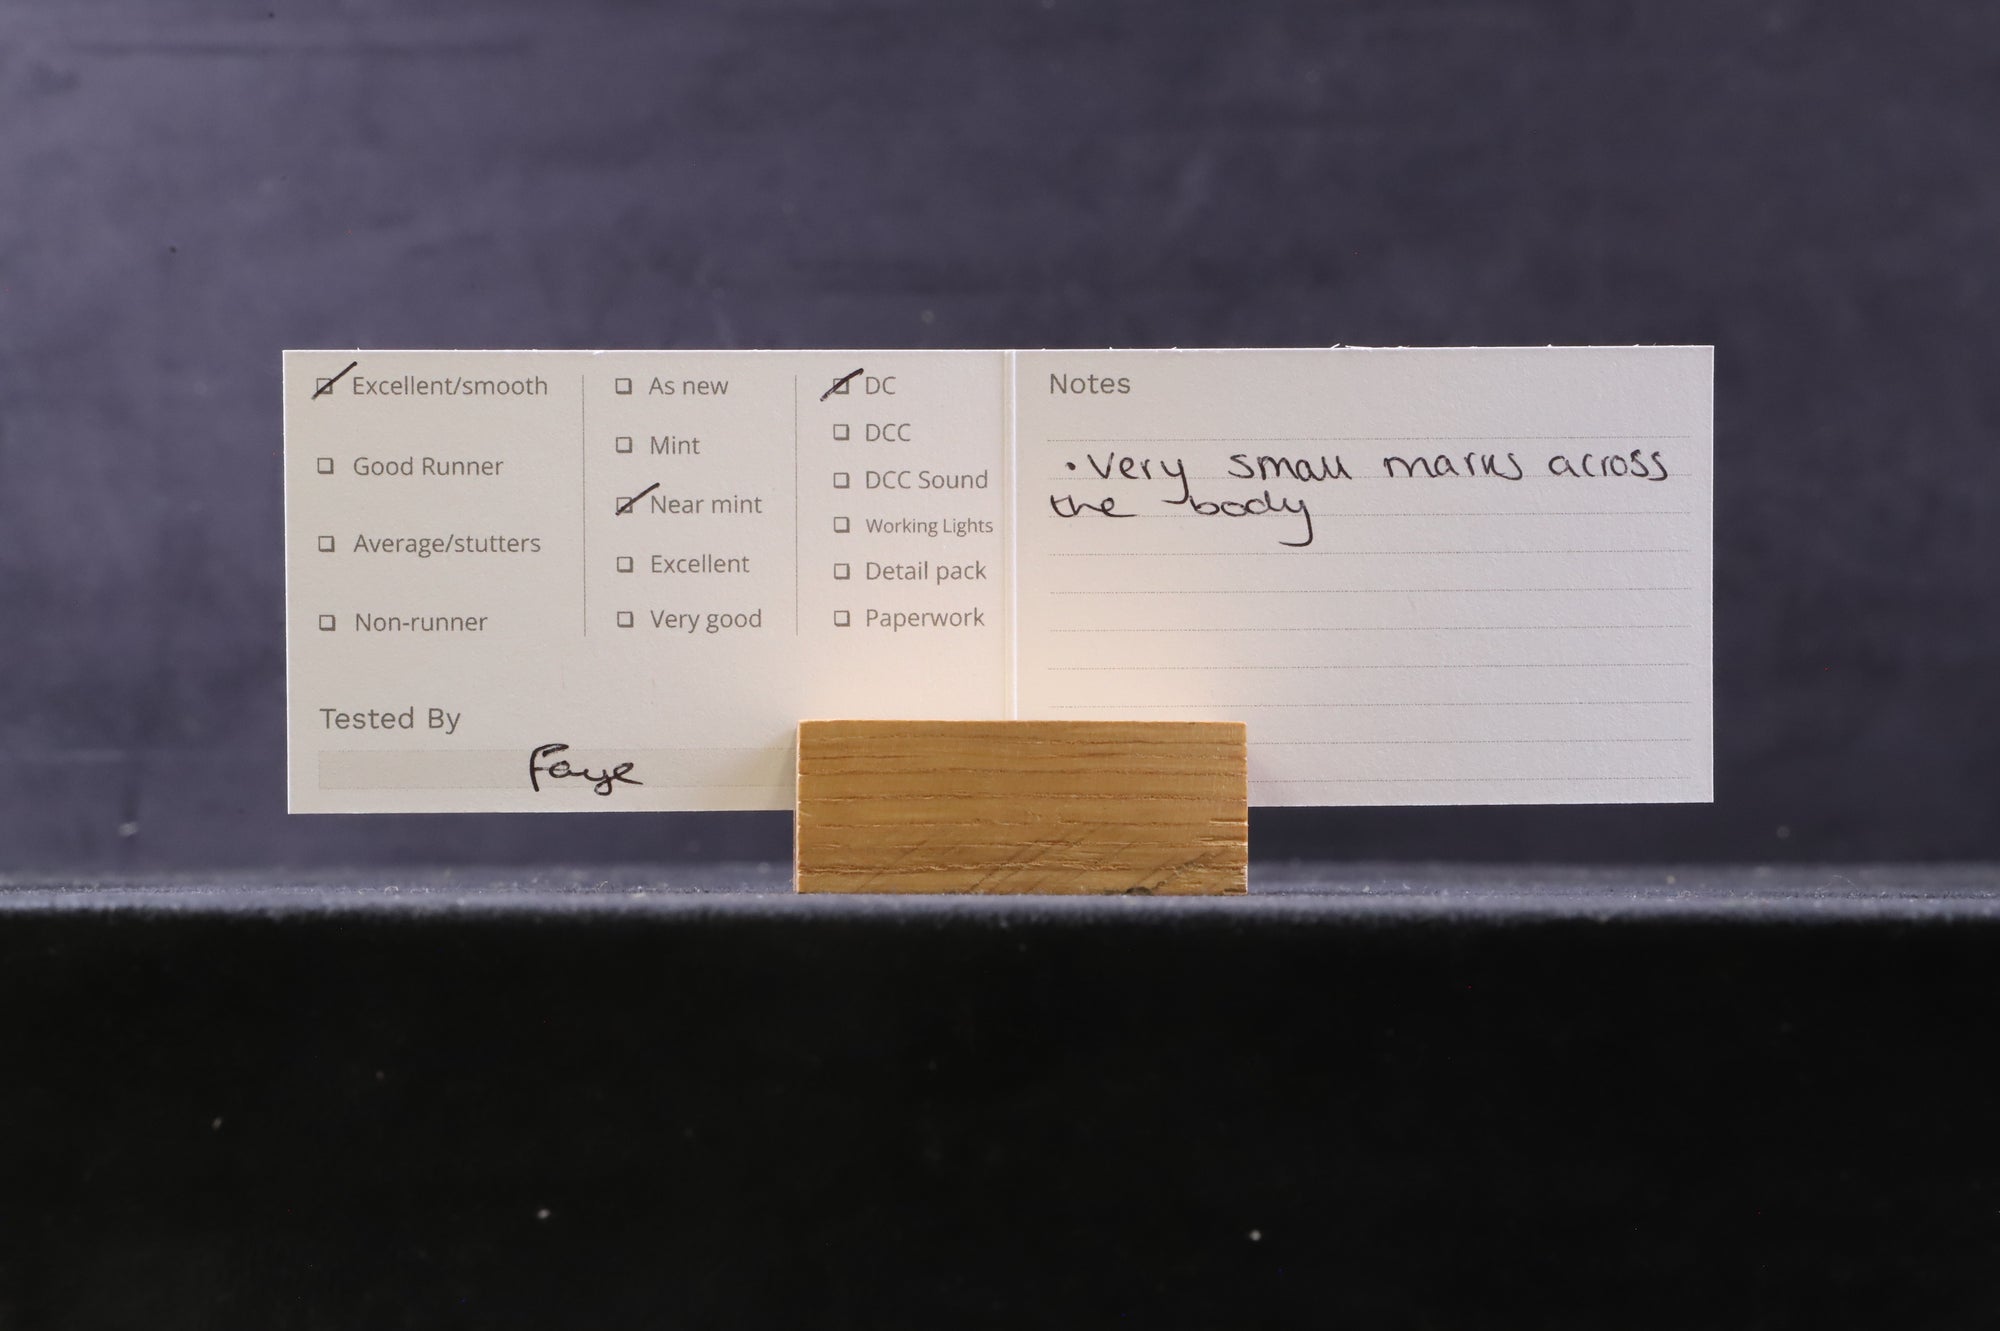 Excellent/smooth
Good Runner
Average/stutters
Non-runner
As new
Mint
Near mint
Excellent
Very good
DC
DCC
DCC Sound
Working Lights
Detail pack
Paperwork
Tested By
Faye
Notes
• Very small marks across
the body